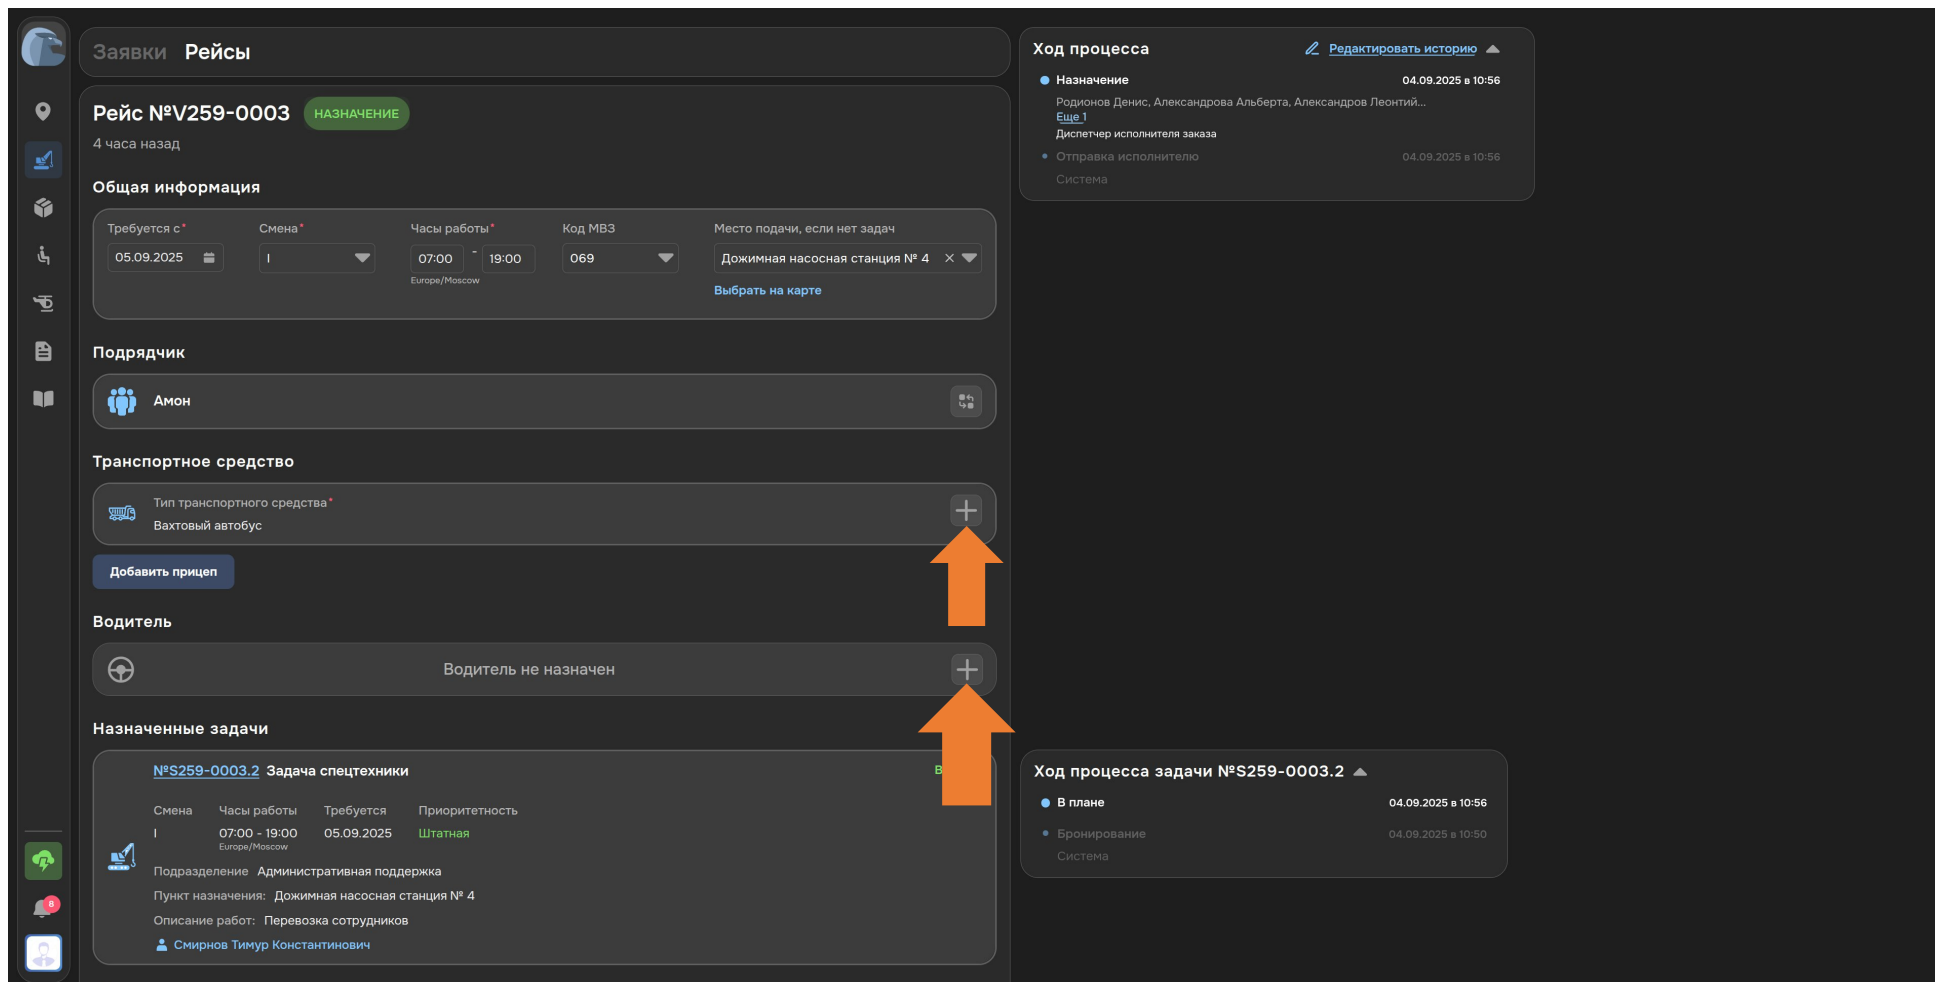 Заявки Рейсы
Рейс №V259-0003 НАЗНАЧЕНИЕ
4 часа назад
Общая информация
Требуется с* Смена* Часы работы* Код МВЗ Место подачи, если нет задач
05.09.2025 I 07:00 - 19:00 069 Дожимная насосная станция № 4
Europe/Moscow
Выбрать на карте
Подрядчик
Амон
Транспортное средство
Тип транспортного средства*
Вахтовый автобус
Добавить прицеп
Водитель
Водитель не назначен
Назначенные задачи
№S259-0003.2 Задача спецтехники В
Смена Часы работы Требуется Приоритетность
I 07:00 - 19:00 05.09.2025 Штатная
Europe/Moscow
Подразделение Административная поддержка
Пункт назначения: Дожимная насосная станция № 4
Описание работ: Перевозка сотрудников
Смирнов Тимур Константинович
8
Ход процесса Редактировать историю
Назначение 04.09.2025 в 10:56
Родионов Денис, Александрова Альберта, Александров Леонтий...
Еще 1
Диспетчер исполнителя заказа
Отправка исполнителю 04.09.2025 в 10:56
Система
Ход процесса задачи №S259-0003.2
В плане 04.09.2025 в 10:56
Бронирование 04.09.2025 в 10:50
Система